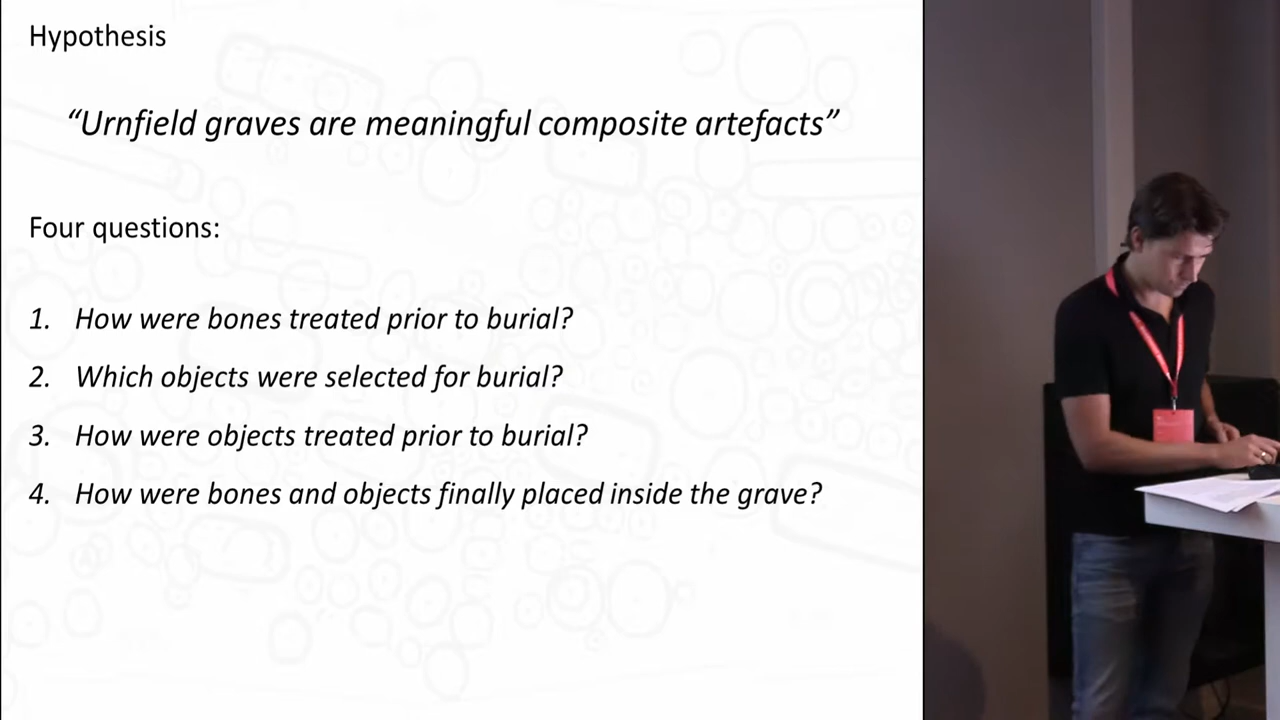 Hypothesis
“Urnfield graves are meaningful composite artefacts”
Four questions:
1. How were bones treated prior to burial?
2. Which objects were selected for burial?
3. How were objects treated prior to burial?
4. How were bones and objects finally placed inside the grave?